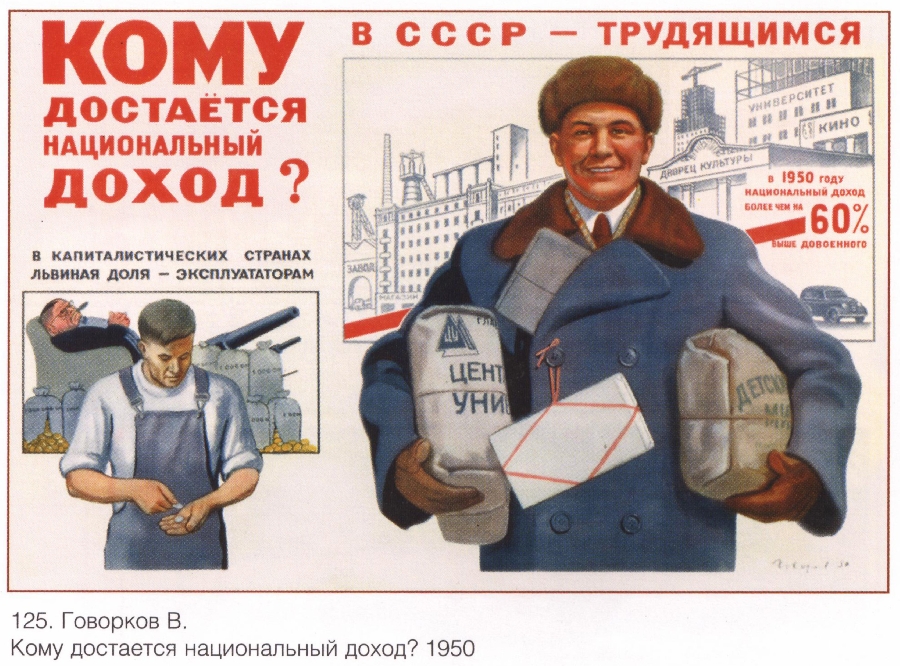 КОМУ
ДОСТАЁТСЯ
НАЦИОНАЛЬНЫЙ
ДОХОД?
В КАПИТАЛИСТИЧЕСКИХ СТРАНАХ
ЛЬВИНАЯ ДОЛЯ – ЭКСПЛУАТАТОРАМ
В СССР – ТРУДЯЩИМСЯ
УНИВЕРСИТЕТ
КИНО
ДВОРЕЦ КУЛЬТУРЫ
В 1950 ГОДУ
НАЦИОНАЛЬНЫЙ ДОХОД
БОЛЕЕ ЧЕМ НА
60%
ВЫШЕ ДОВОЕННОГО
ЗАВОД
МАГАЗИН
ЦЕНТ
УНИВ
ДЕТСК
125. Говорков В.
Кому достается национальный доход? 1950